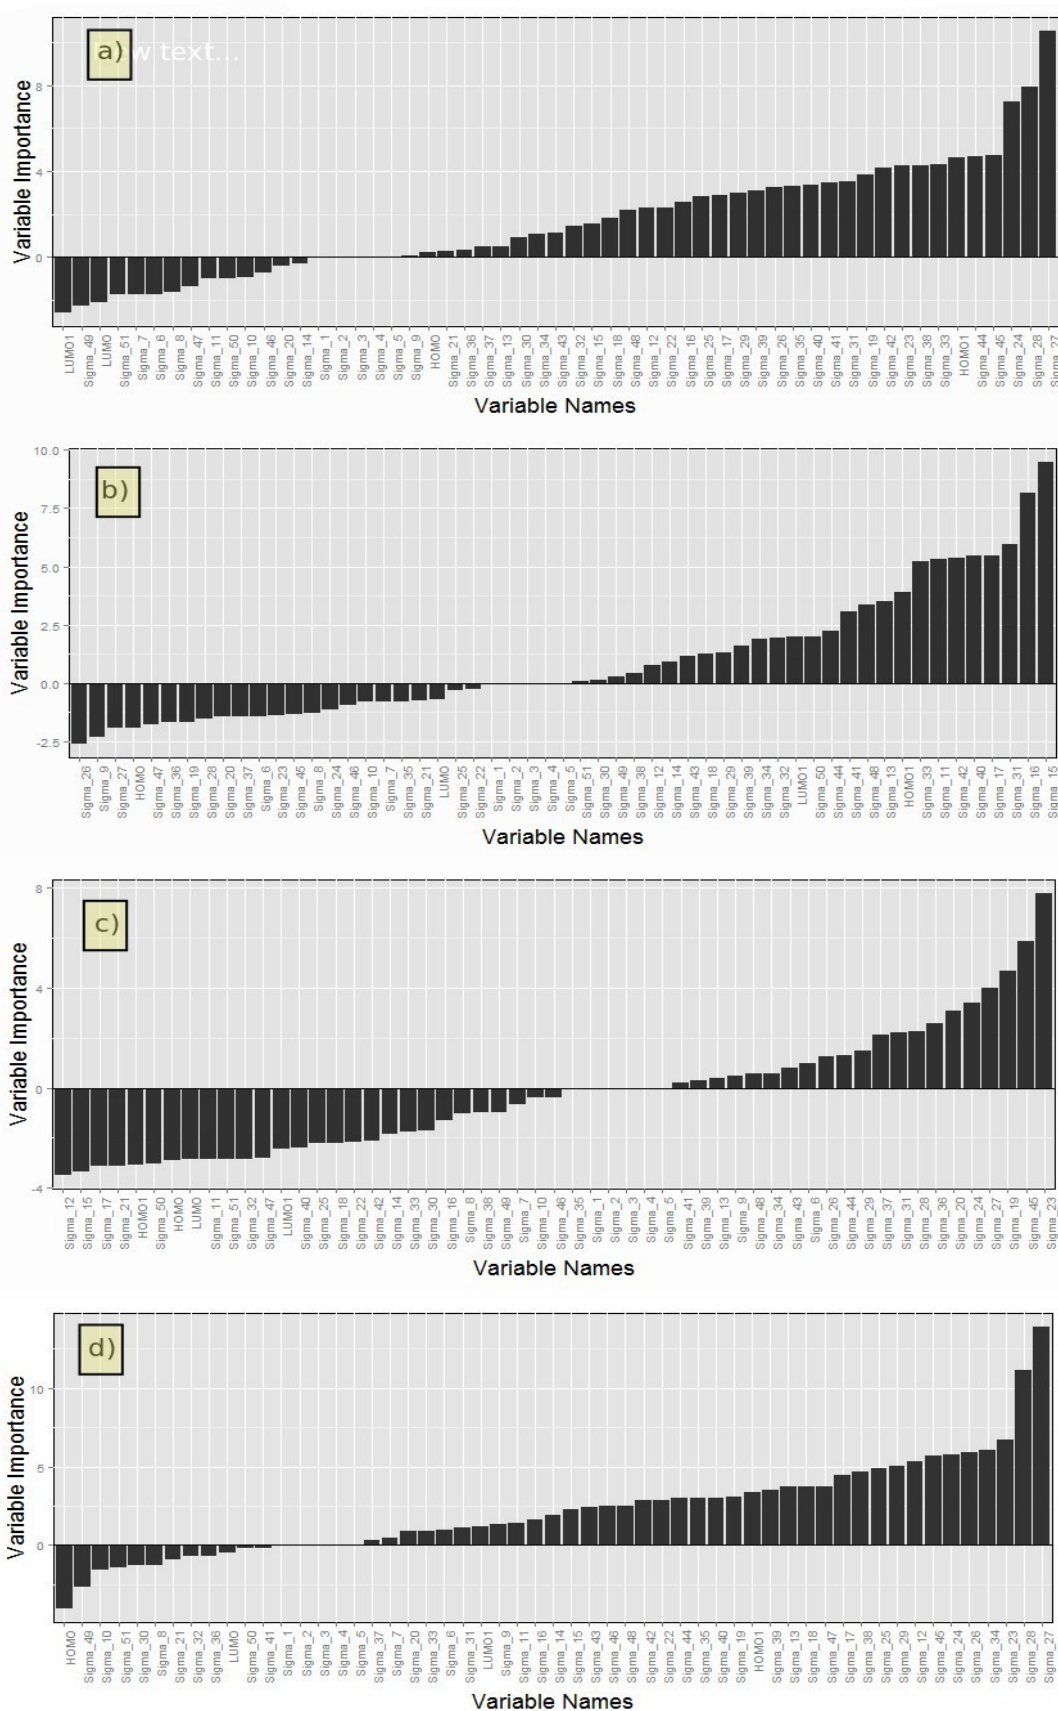 a)
w text...
8
4
0
Variable Importance
LUMO1 Sigma_49 LUMO Sigma_51 Sigma_7 Sigma_6 Sigma_8 Sigma_47 Sigma_11 Sigma_50 Sigma_10 Sigma_46 Sigma_20 Sigma_14 Sigma_1 Sigma_2 Sigma_3 Sigma_4 Sigma_5 Sigma_9 HOMO Sigma_21 Sigma_36 Sigma_37 Sigma_13 Sigma_30 Sigma_34 Sigma_43 Sigma_32 Sigma_15 Sigma_18 Sigma_48 Sigma_12 Sigma_22 Sigma_16 Sigma_25 Sigma_17 Sigma_29 Sigma_39 Sigma_26 Sigma_35 Sigma_40 Sigma_41 Sigma_31 Sigma_19 Sigma_42 Sigma_23 Sigma_38 Sigma_33 HOMO1 Sigma_44 Sigma_45 Sigma_24 Sigma_28 Sigma_27
Variable Names
b)
10.0
7.5
5.0
2.5
0.0
-2.5
Variable Importance
Sigma_26 Sigma_9 Sigma_27 HOMO Sigma_47 Sigma_36 Sigma_19 Sigma_28 Sigma_20 Sigma_37 Sigma_6 Sigma_23 Sigma_45 Sigma_8 Sigma_24 Sigma_46 Sigma_10 Sigma_7 Sigma_35 Sigma_21 LUMO Sigma_25 Sigma_22 Sigma_1 Sigma_2 Sigma_3 Sigma_4 Sigma_5 Sigma_51 Sigma_30 Sigma_49 Sigma_38 Sigma_12 Sigma_14 Sigma_43 Sigma_18 Sigma_29 Sigma_39 Sigma_34 Sigma_32 LUMO1 Sigma_50 Sigma_44 Sigma_41 Sigma_48 Sigma_13 HOMO1 Sigma_33 Sigma_11 Sigma_42 Sigma_40 Sigma_17 Sigma_31 Sigma_16 Sigma_15
Variable Names
c)
8
4
0
-4
Variable Importance
Sigma_12 Sigma_15 Sigma_17 Sigma_21 HOMO1 Sigma_50 HOMO LUMO Sigma_11 Sigma_51 Sigma_32 Sigma_47 LUMO1 Sigma_40 Sigma_25 Sigma_18 Sigma_22 Sigma_42 Sigma_14 Sigma_33 Sigma_30 Sigma_16 Sigma_8 Sigma_38 Sigma_49 Sigma_7 Sigma_10 Sigma_46 Sigma_35 Sigma_1 Sigma_2 Sigma_3 Sigma_4 Sigma_5 Sigma_41 Sigma_39 Sigma_13 Sigma_9 Sigma_48 Sigma_34 Sigma_43 Sigma_6 Sigma_26 Sigma_44 Sigma_29 Sigma_37 Sigma_31 Sigma_28 Sigma_36 Sigma_20 Sigma_24 Sigma_27 Sigma_19 Sigma_45 Sigma_23
Variable Names
d)
10
5
0
Variable Importance
HOMO Sigma_49 Sigma_10 Sigma_51 Sigma_30 Sigma_8 Sigma_21 Sigma_32 Sigma_36 LUMO Sigma_50 Sigma_41 Sigma_1 Sigma_2 Sigma_3 Sigma_4 Sigma_5 Sigma_37 Sigma_7 Sigma_20 Sigma_33 Sigma_6 Sigma_31 LUMO1 Sigma_9 Sigma_11 Sigma_16 Sigma_14 Sigma_15 Sigma_43 Sigma_46 Sigma_48 Sigma_42 Sigma_22 Sigma_44 Sigma_35 Sigma_40 Sigma_19 HOMO1 Sigma_39 Sigma_13 Sigma_18 Sigma_47 Sigma_17 Sigma_38 Sigma_25 Sigma_29 Sigma_12 Sigma_45 Sigma_24 Sigma_26 Sigma_34 Sigma_23 Sigma_28 Sigma_27
Variable Names